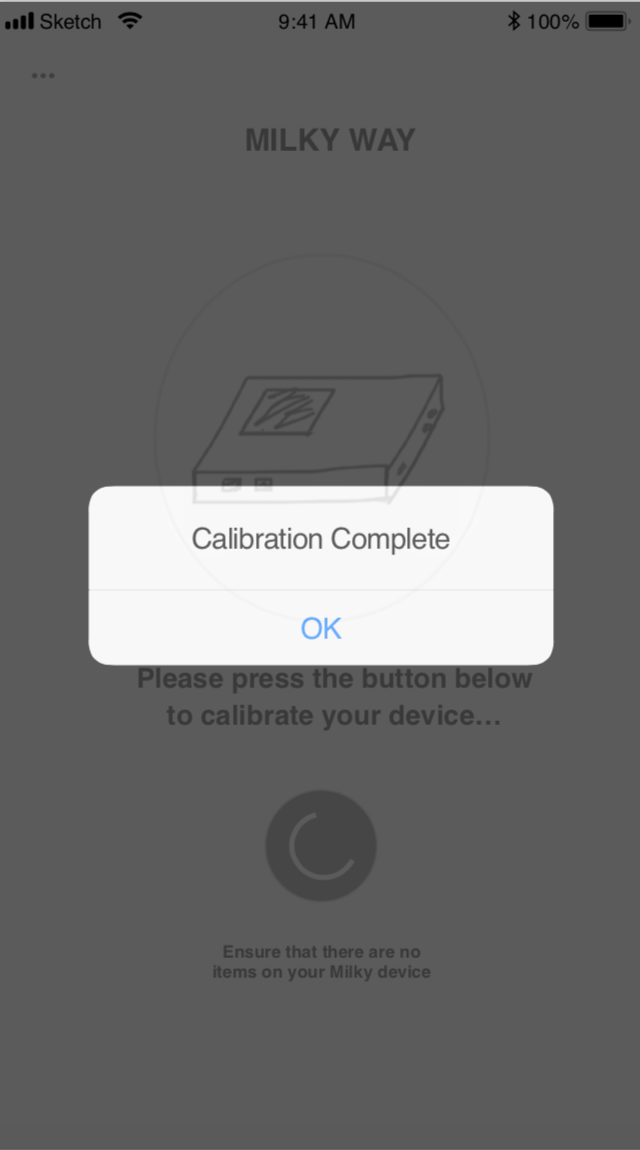 Sketch 9:41 AM 100%
MILKY WAY
Calibration Complete
OK
Please press the button below
to calibrate your device...
Ensure that there are no
items on your Milky device